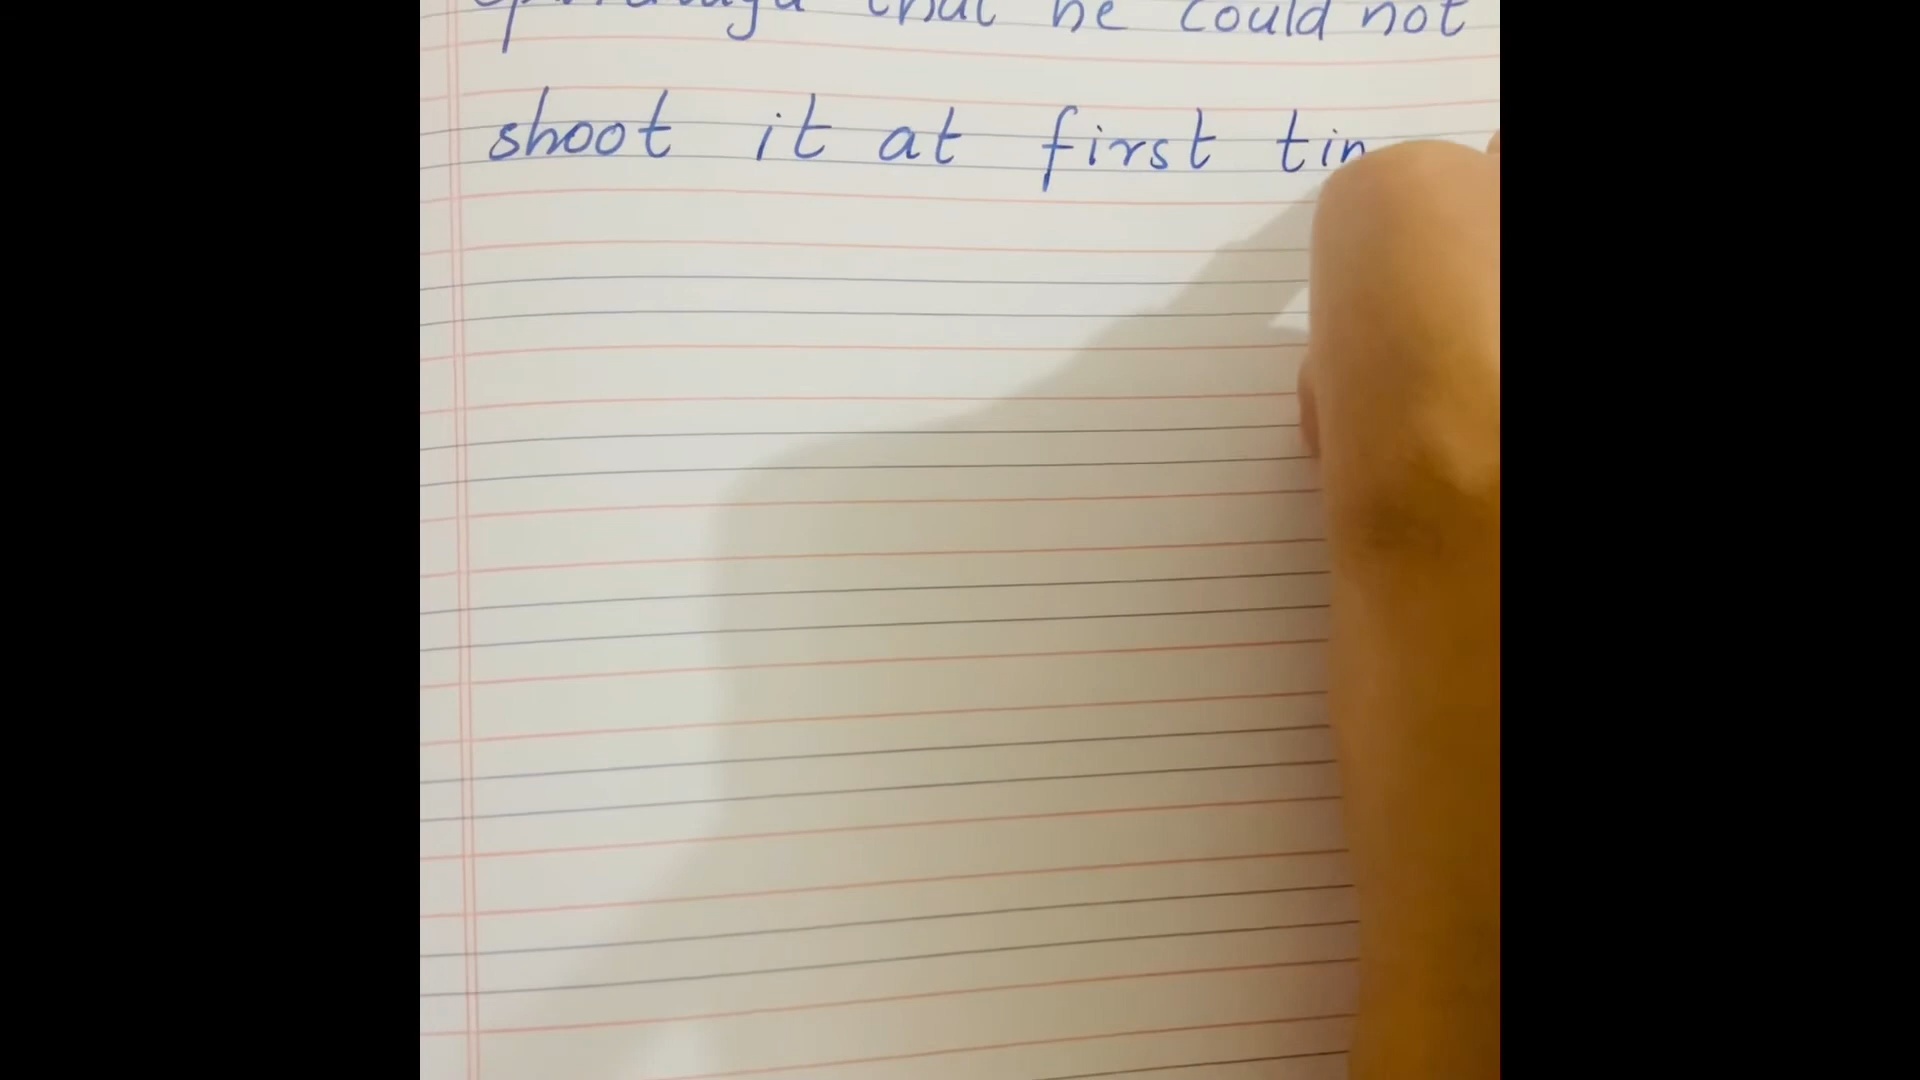 that he could not
shoot it at first